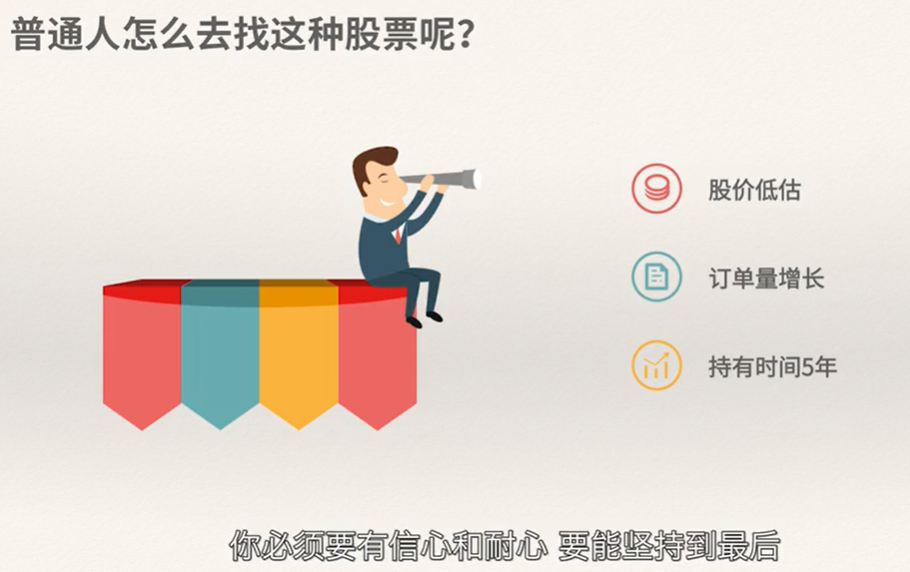 普通人怎么去找这种股票呢？
股价低估
订单量增长
持有时间5年
你必须要有信心和耐心 要能坚持到最后